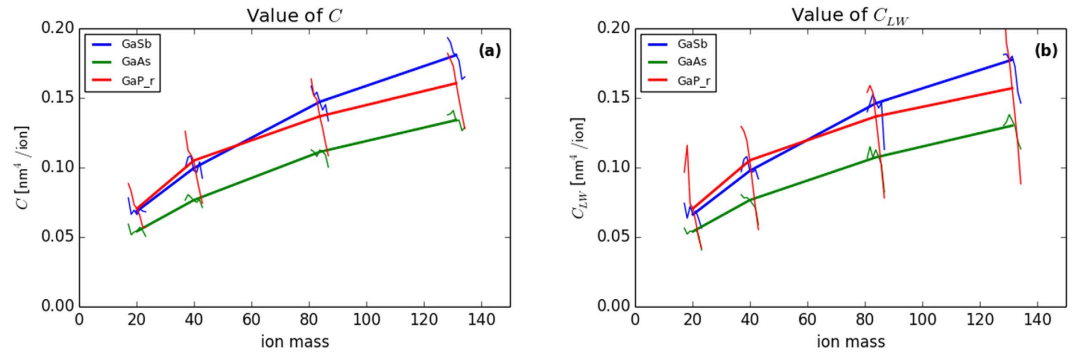 Value of C
0.20
0.15
0.10
0.05
0.00
C [nm⁴ /ion]
GaSb
GaAs
GaP_r
(a)
0 20 40 60 80 100 120 140
ion mass
Value of C_LW
0.20
0.15
0.10
0.05
0.00
C_LW [nm⁴ /ion]
GaSb
GaAs
GaP_r
(b)
0 20 40 60 80 100 120 140
ion mass